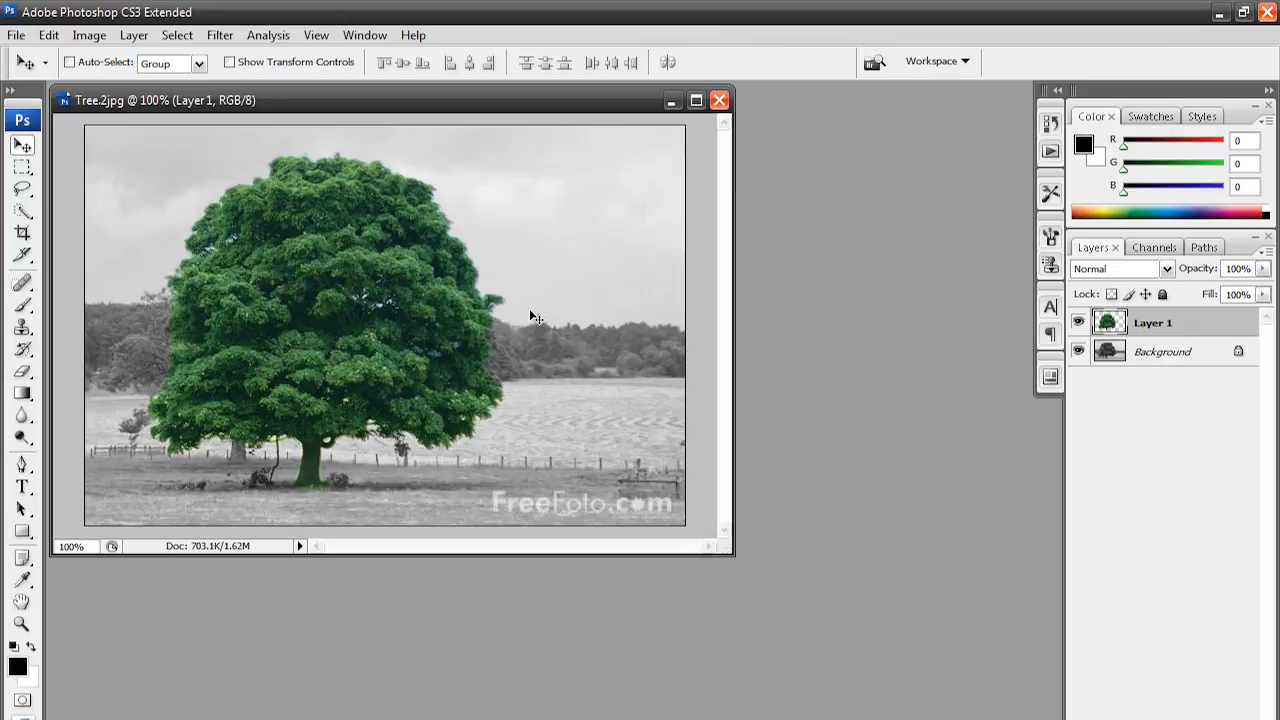 Ps Adobe Photoshop CS3 Extended
File Edit Image Layer Select Filter Analysis View Window Help
Auto-Select: Group Show Transform Controls Workspace
Tree.2jpg @ 100% (Layer 1, RGB/8)
Ps
Color Swatches Styles
R 0
G 0
B 0
Layers Channels Paths
Normal Opacity: 100%
Lock: Fill: 100%
Layer 1
Background
FreeFoto.com
100% Doc: 703.1K/1.62M